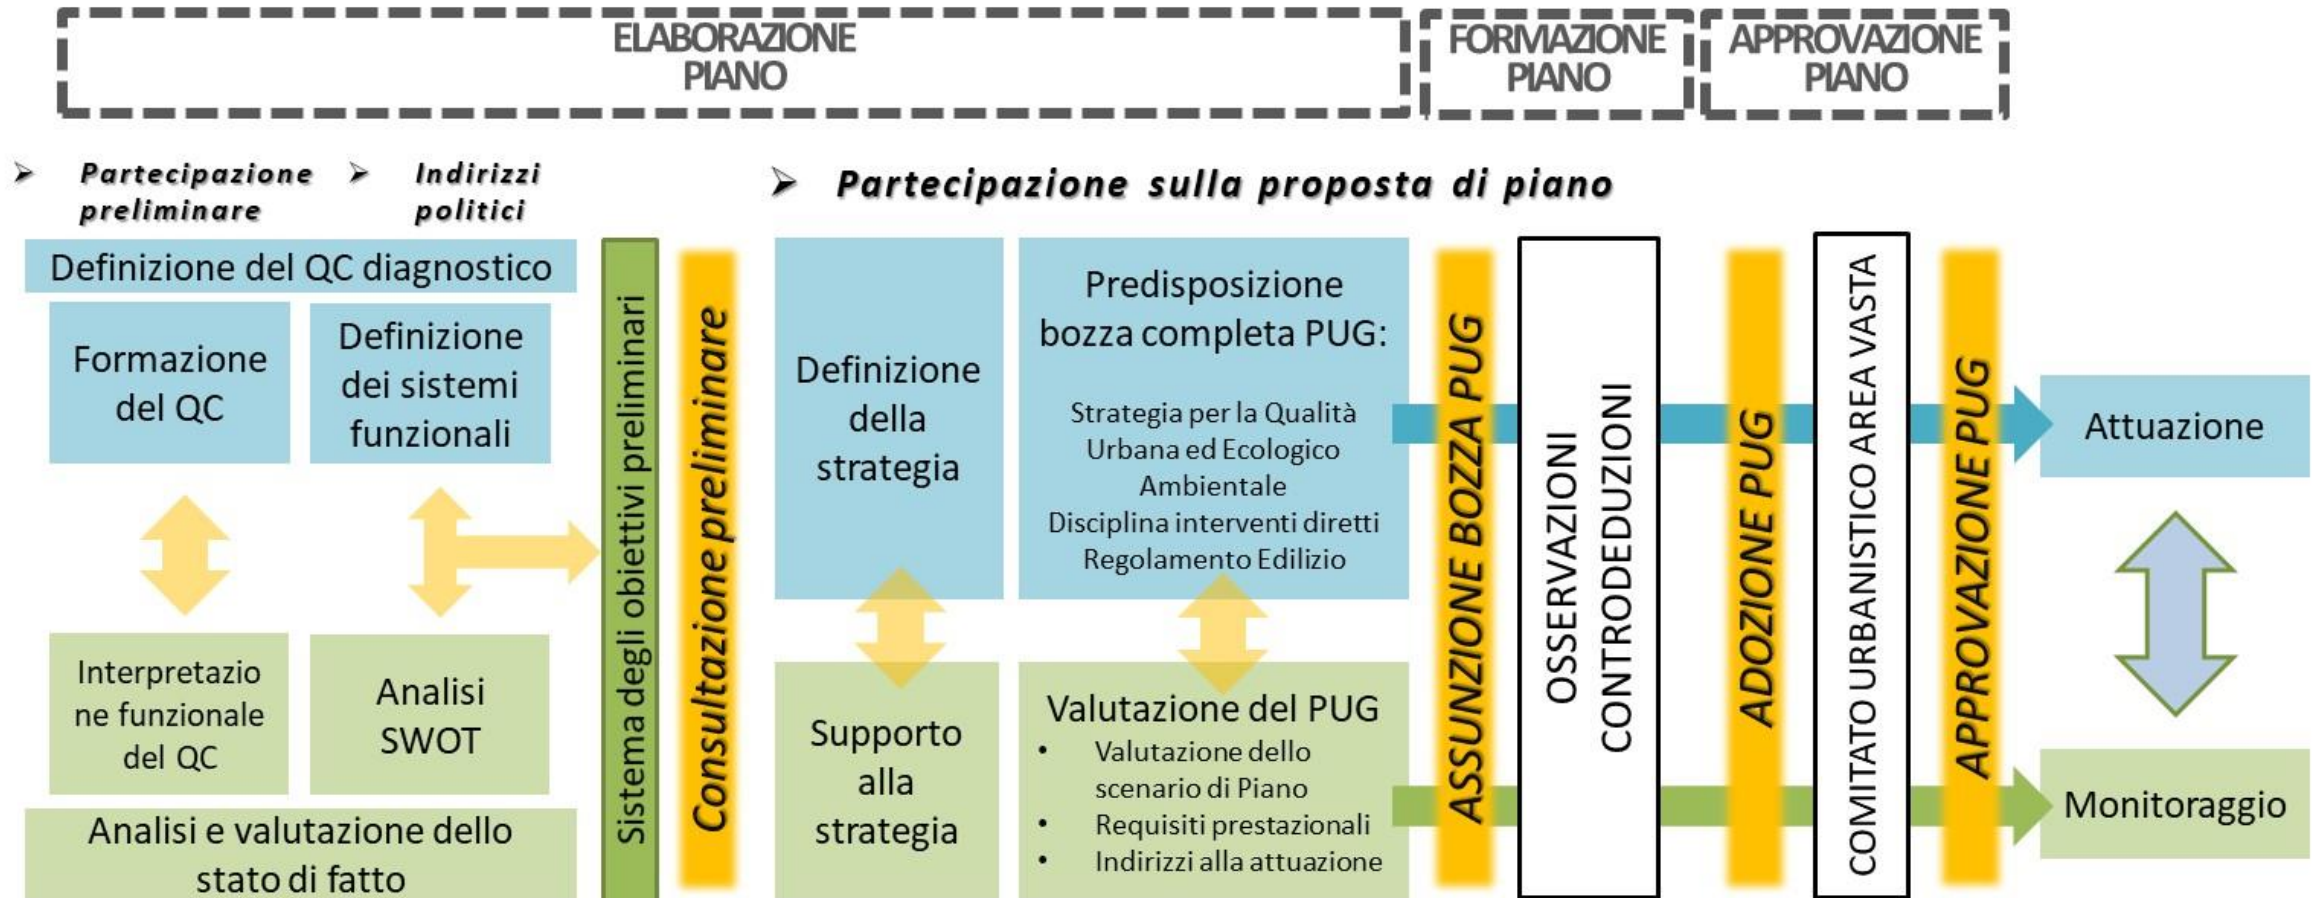 ELABORAZIONE
PIANO
FORMAZIONE
PIANO
APPROVAZIONE
PIANO
➢ Partecipazione
preliminare
➢ Indirizzi
politici
➢ Partecipazione sulla proposta di piano
Definizione del QC diagnostico
Formazione
del QC
Definizione
dei sistemi
funzionali
Interpretazio
ne funzionale
del QC
Analisi
SWOT
Analisi e valutazione dello
stato di fatto
Sistema degli obiettivi preliminari
Consultazione preliminare
Definizione
della
strategia
Supporto
alla
strategia
Predisposizione
bozza completa PUG:
Strategia per la Qualità
Urbana ed Ecologico
Ambientale
Disciplina interventi diretti
Regolamento Edilizio
Valutazione del PUG
• Valutazione dello
scenario di Piano
• Requisiti prestazionali
• Indirizzi alla attuazione
ASSUNZIONE BOZZA PUG
OSSERVAZIONI
CONTRODEDUZIONI
ADOZIONE PUG
COMITATO URBANISTICO AREA VASTA
APPROVAZIONE PUG
Attuazione
Monitoraggio